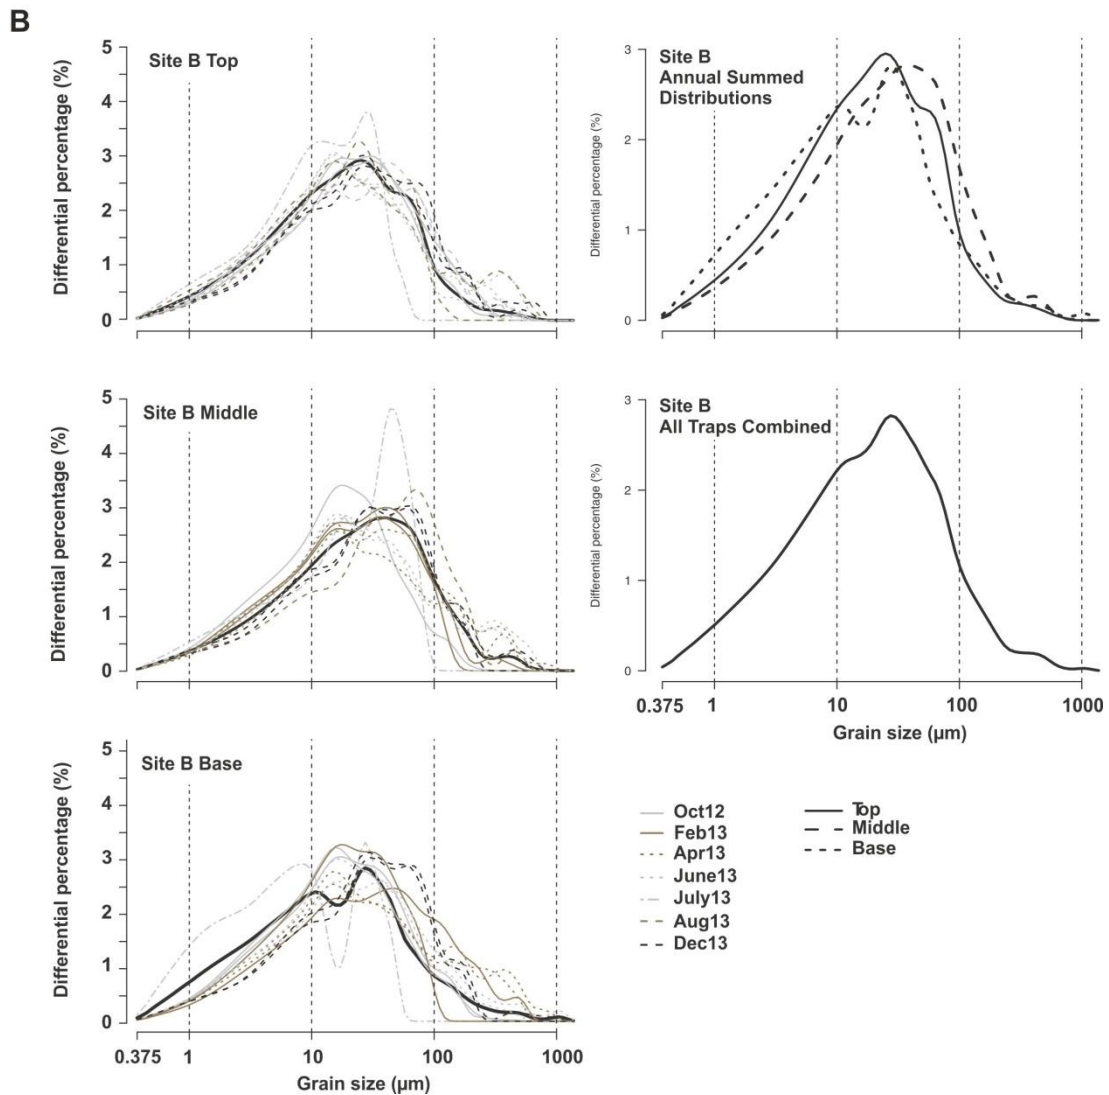 B
Site B Top
Differential percentage (%)
5
4
3
2
1
0
Site B
Annual Summed
Distributions
Differential percentage (%)
3
2
1
0
Site B Middle
Differential percentage (%)
5
4
3
2
1
0
Site B
All Traps Combined
Differential percentage (%)
3
2
1
0
0.375 1 10 100 1000
Grain size (µm)
Site B Base
Differential percentage (%)
5
4
3
2
1
0
0.375 1 10 100 1000
Grain size (µm)
Oct12
Feb13
Apr13
June13
July13
Aug13
Dec13
Top
Middle
Base